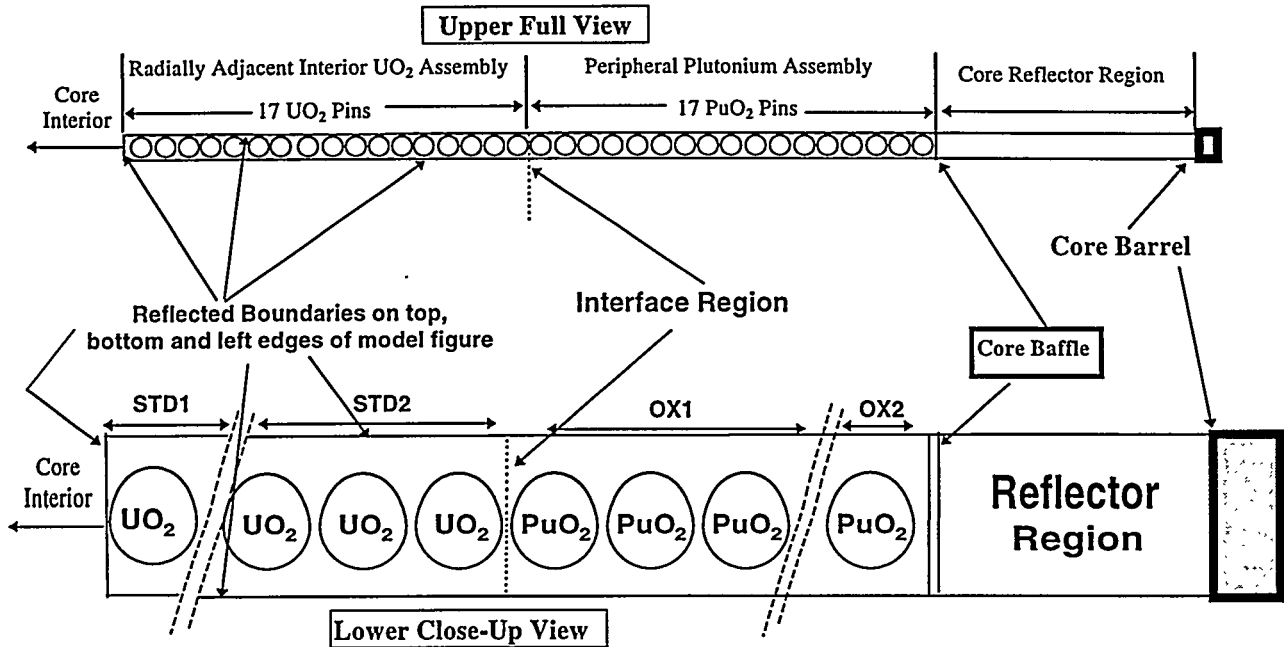 Upper Full View
Radially Adjacent Interior UO₂ Assembly
Peripheral Plutonium Assembly
Core Reflector Region
Core
Interior
17 UO₂ Pins
17 PuO₂ Pins
Core Barrel
Reflected Boundaries on top,
bottom and left edges of model figure
Interface Region
Core Baffle
STD1
STD2
OX1
OX2
Core
Interior
UO₂
UO₂
UO₂
UO₂
PuO₂
PuO₂
PuO₂
PuO₂
Reflector
Region
Lower Close-Up View